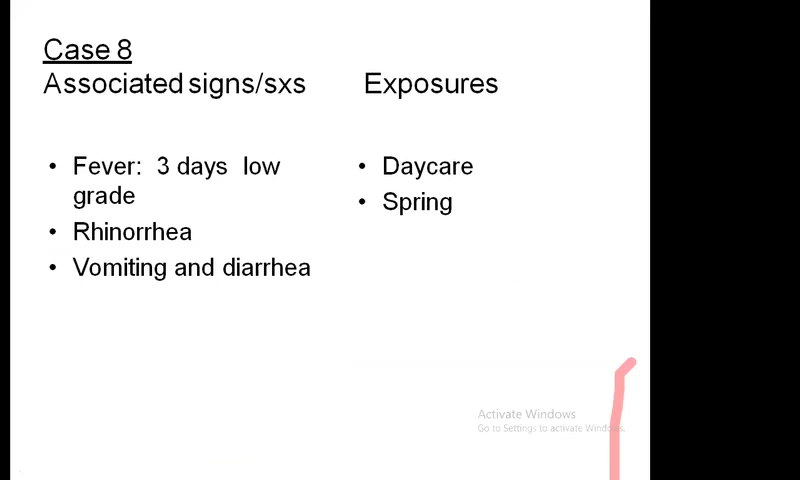 Case 8
Associated signs/sxs
Exposures
• Fever: 3 days low
grade
• Rhinorrhea
• Vomiting and diarrhea
• Daycare
• Spring
Activate Windows
Go to Settings to activate Windows.